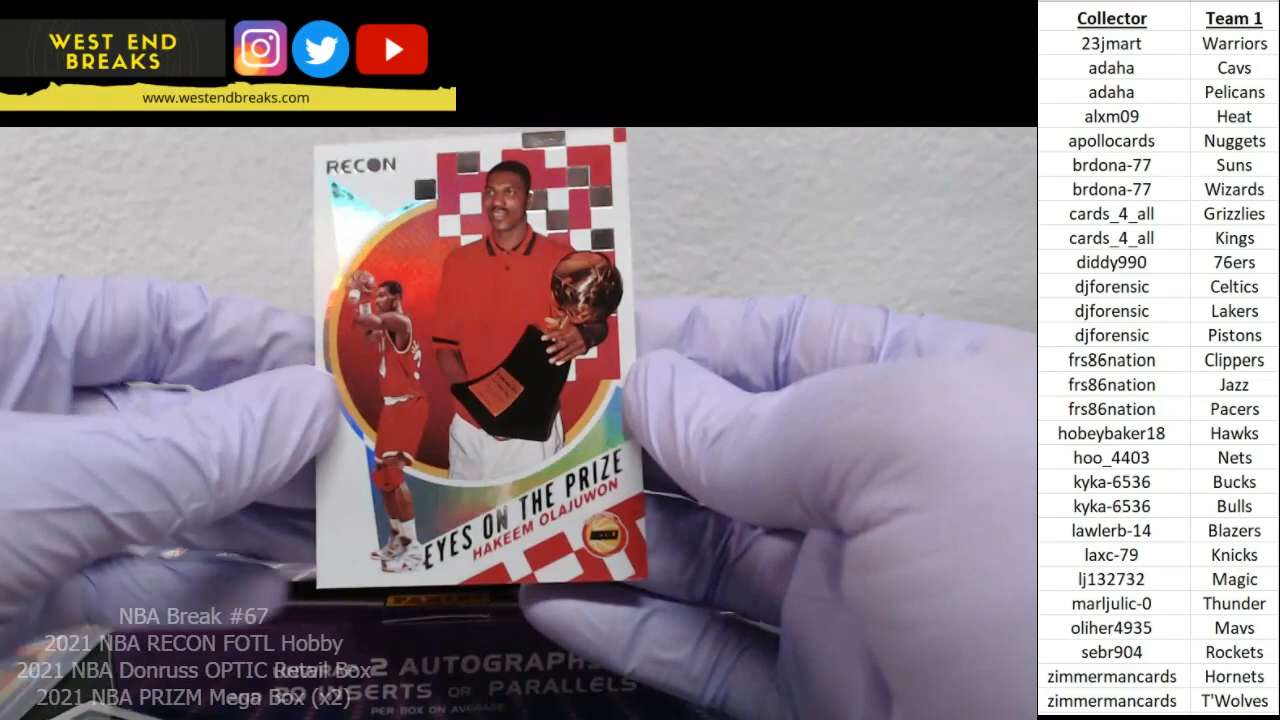 WEST END
BREAKS
www.westendbreaks.com
RECON
EYES ON THE PRIZE
HAKEEM OLAJUWON
PANINI
2 AUTOGRAPHS
INSERTS OR PARALLELS
PER BOX ON AVERAGE
NBA Break #67
2021 NBA RECON FOTL Hobby
2021 NBA Donruss OPTIC Retail Box
2021 NBA PRIZM Mega Box (x2)
Collector Team 1
23jmart Warriors
adaha Cavs
adaha Pelicans
alxm09 Heat
apollocards Nuggets
brdona-77 Suns
brdona-77 Wizards
cards_4_all Grizzlies
cards_4_all Kings
diddy990 76ers
djforensic Celtics
djforensic Lakers
djforensic Pistons
frs86nation Clippers
frs86nation Jazz
frs86nation Pacers
hobeybaker18 Hawks
hoo_4403 Nets
kyka-6536 Bucks
kyka-6536 Bulls
lawlerb-14 Blazers
laxc-79 Knicks
lj132732 Magic
marljulic-0 Thunder
oliher4935 Mavs
sebr904 Rockets
zimmermancards Hornets
zimmermancards T'Wolves